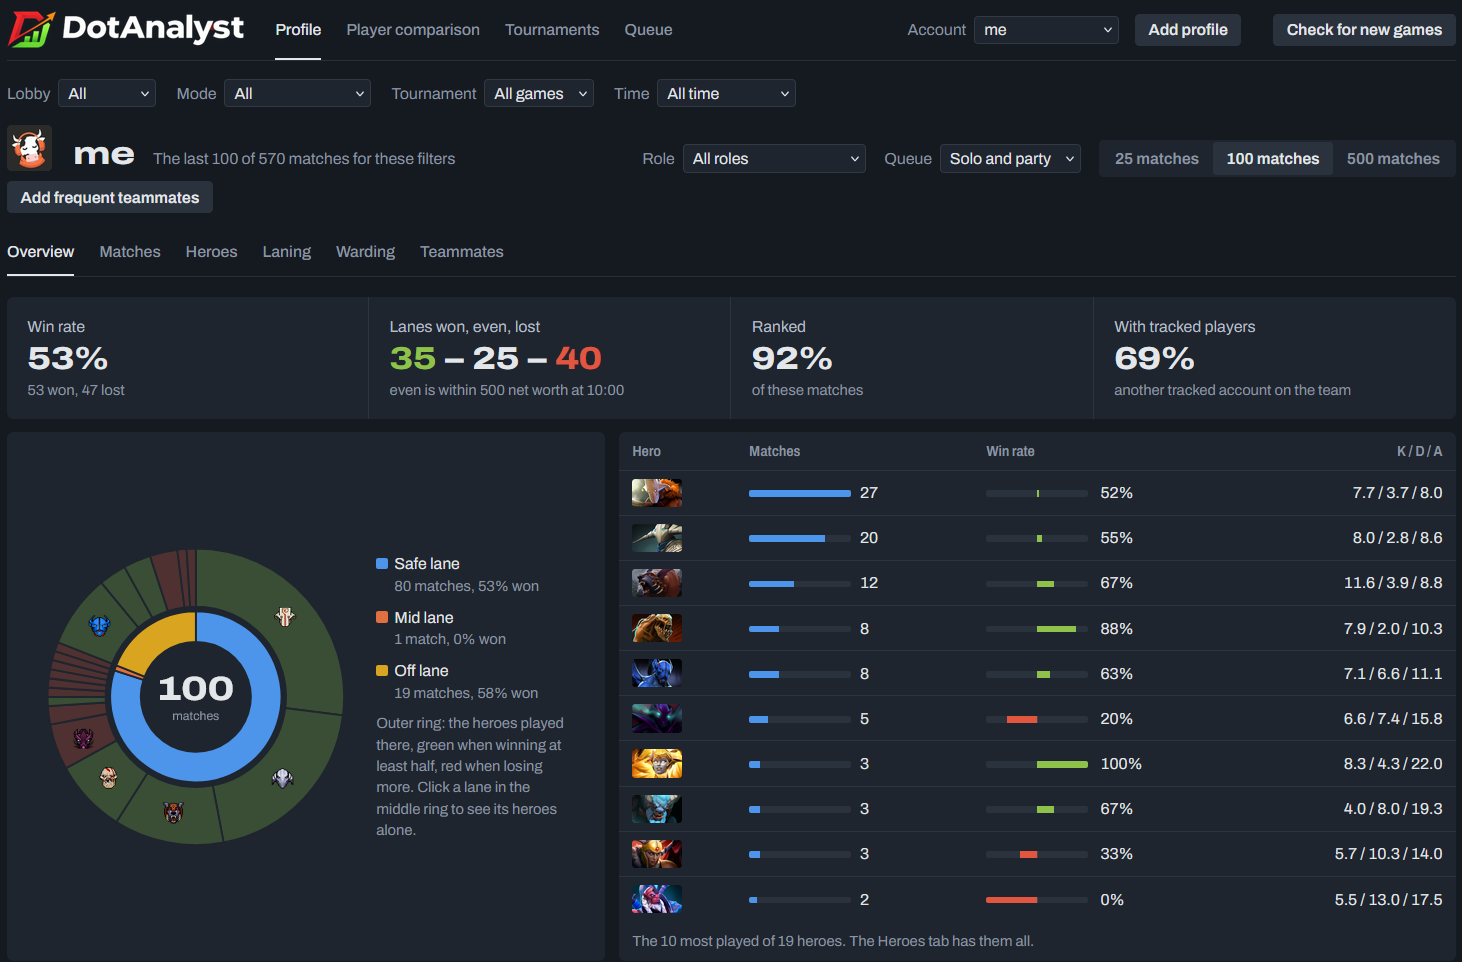 DotAnalyst Profile Player comparison Tournaments Queue Account me Add profile Check for new games
Lobby All Mode All Tournament All games Time All time
me The last 100 of 570 matches for these filters Role All roles Queue Solo and party 25 matches 100 matches 500 matches
Add frequent teammates
Overview Matches Heroes Laning Warding Teammates
Win rate
53%
53 won, 47 lost
Lanes won, even, lost
35 – 25 – 40
even is within 500 net worth at 10:00
Ranked
92%
of these matches
With tracked players
69%
another tracked account on the team
100
matches
Safe lane
80 matches, 53% won
Mid lane
1 match, 0% won
Off lane
19 matches, 58% won
Outer ring: the heroes played
there, green when winning at
least half, red when losing
more. Click a lane in the
middle ring to see its heroes
alone.
Hero Matches Win rate K / D / A
27 52% 7.7 / 3.7 / 8.0
20 55% 8.0 / 2.8 / 8.6
12 67% 11.6 / 3.9 / 8.8
8 88% 7.9 / 2.0 / 10.3
8 63% 7.1 / 6.6 / 11.1
5 20% 6.6 / 7.4 / 15.8
3 100% 8.3 / 4.3 / 22.0
3 67% 4.0 / 8.0 / 19.3
3 33% 5.7 / 10.3 / 14.0
2 0% 5.5 / 13.0 / 17.5
The 10 most played of 19 heroes. The Heroes tab has them all.